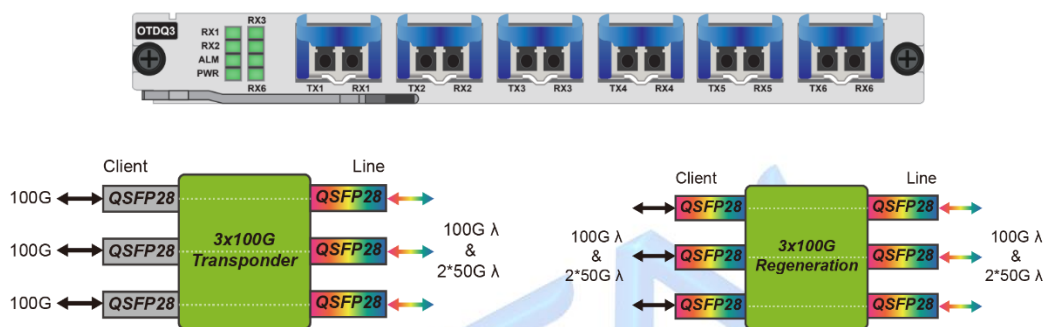 RX3
OTDQ3
RX1
RX2
ALM
PWR
RX6
TX1 RX1 TX2 RX2 TX3 RX3 TX4 RX4 TX5 RX5 TX6 RX6
Client Line
100G QSFP28 QSFP28
100G QSFP28 QSFP28
100G QSFP28 QSFP28
3x100G
Transponder
100G λ
&
2*50G λ
Client Line
QSFP28 QSFP28
QSFP28 QSFP28
QSFP28 QSFP28
100G λ
&
2*50G λ
3x100G
Regeneration
100G λ
&
2*50G λ